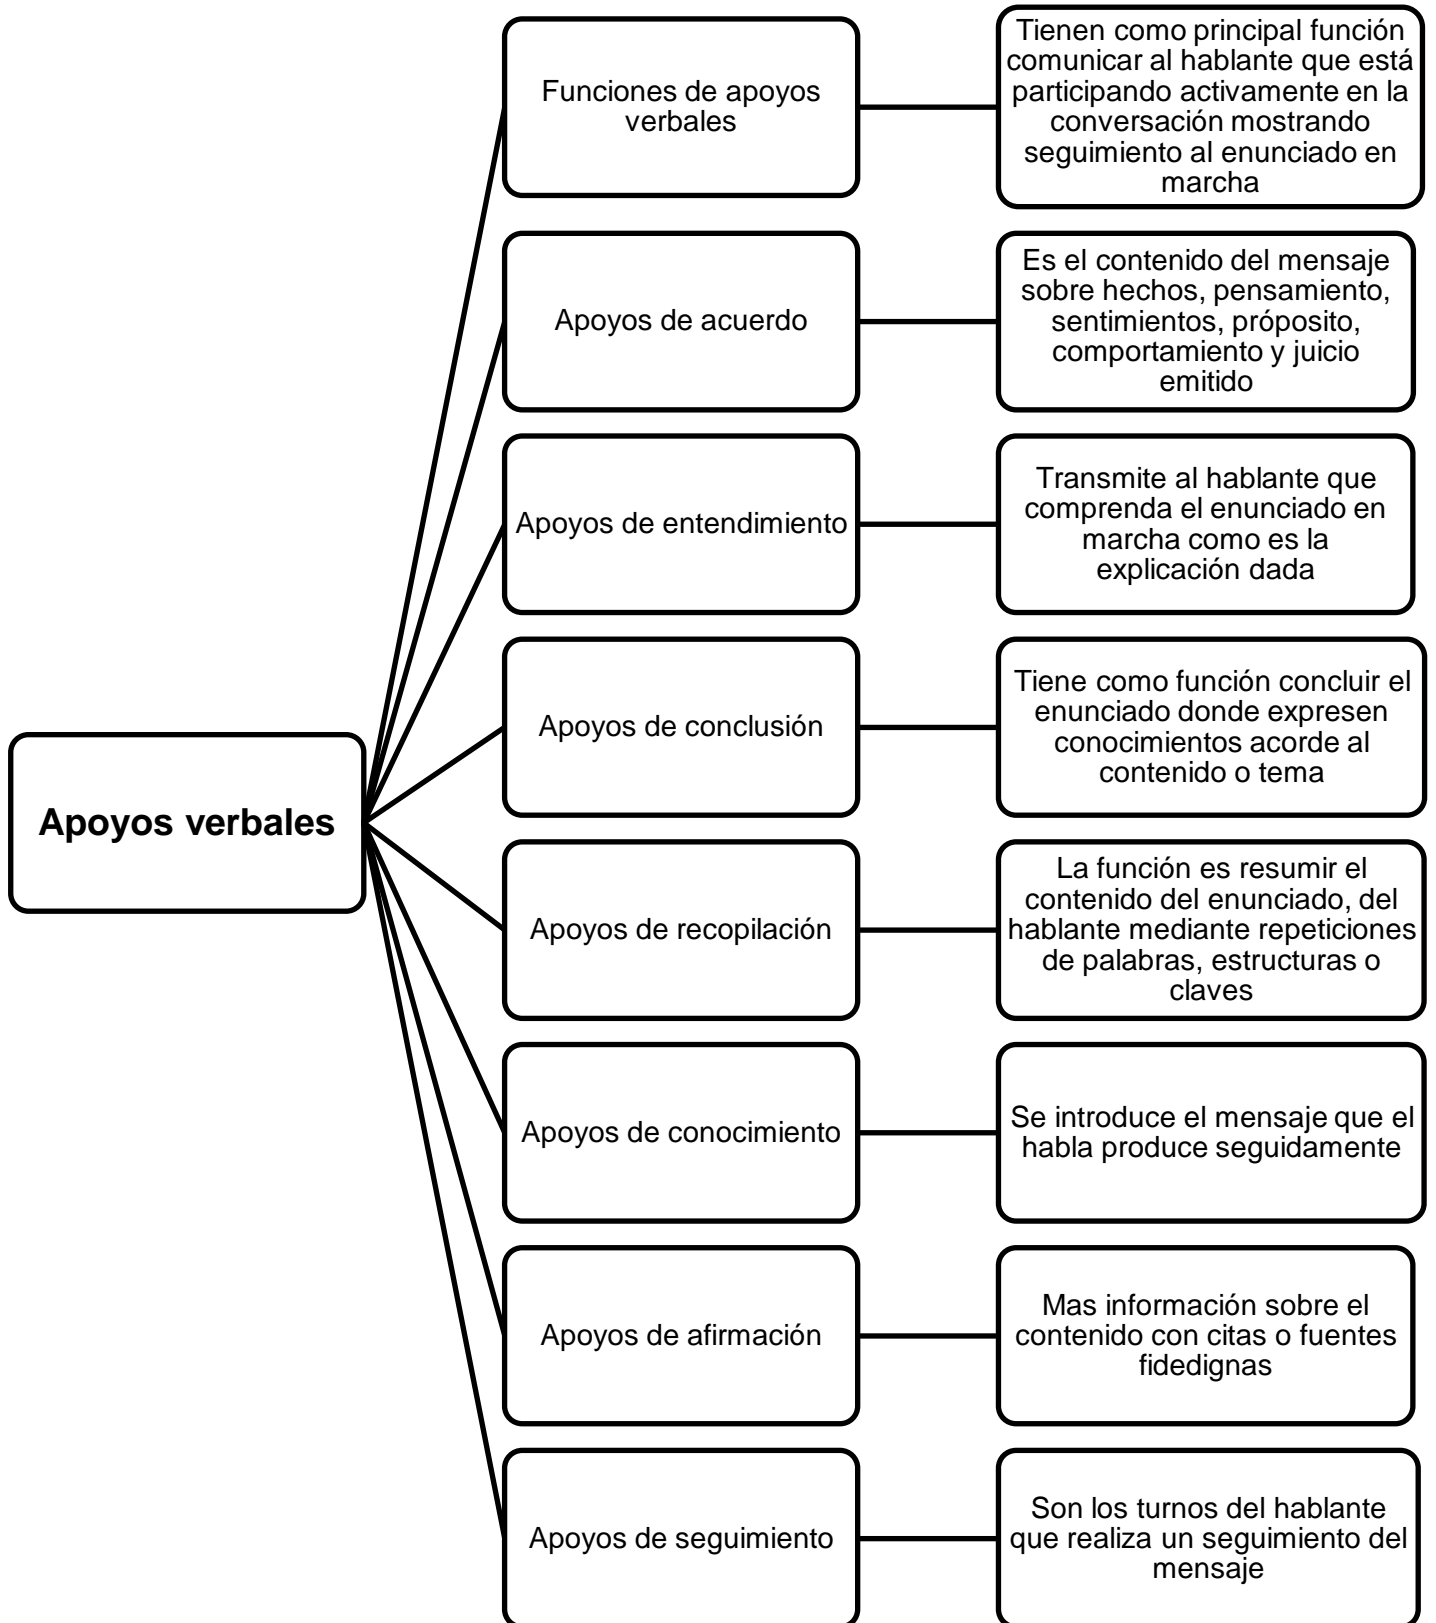 Apoyos verbales
Funciones de apoyos
verbales
Tienen como principal función
comunicar al hablante que está
participando activamente en la
conversación mostrando
seguimiento al enunciado en
marcha
Apoyos de acuerdo
Es el contenido del mensaje
sobre hechos, pensamiento,
sentimientos, próposito,
comportamiento y juicio
emitido
Apoyos de entendimiento
Transmite al hablante que
comprenda el enunciado en
marcha como es la
explicación dada
Apoyos de conclusión
Tiene como función concluir el
enunciado donde expresen
conocimientos acorde al
contenido o tema
Apoyos de recopilación
La función es resumir el
contenido del enunciado, del
hablante mediante repeticiones
de palabras, estructuras o
claves
Apoyos de conocimiento
Se introduce el mensaje que el
habla produce seguidamente
Apoyos de afirmación
Mas información sobre el
contenido con citas o fuentes
fidedignas
Apoyos de seguimiento
Son los turnos del hablante
que realiza un seguimiento del
mensaje